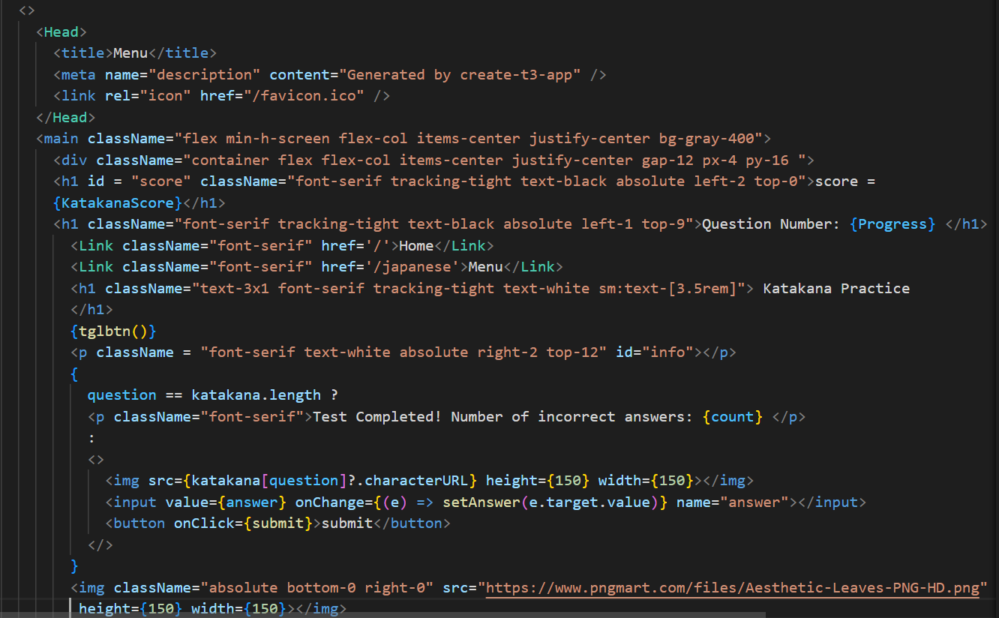 <>
<Head>
<title>Menu</title>
<meta name="description" content="Generated by create-t3-app" />
<link rel="icon" href="/favicon.ico" />
</Head>
<main className="flex min-h-screen flex-col items-center justify-center bg-gray-400">
<div className="container flex flex-col items-center justify-center gap-12 px-4 py-16 ">
<h1 id = "score" className="font-serif tracking-tight text-black absolute left-2 top-0">score =
{KatakanaScore}</h1>
<h1 className="font-serif tracking-tight text-black absolute left-1 top-9">Question Number: {Progress} </h1>
<Link className="font-serif" href='/'>Home</Link>
<Link className="font-serif" href='/japanese'>Menu</Link>
<h1 className="text-3x1 font-serif tracking-tight text-white sm:text-[3.5rem]"> Katakana Practice
</h1>
{tglbtn()}
<p className = "font-serif text-white absolute right-2 top-12" id="info"></p>
{
question == katakana.length ?
<p className="font-serif">Test Completed! Number of incorrect answers: {count} </p>
:
<>
<img src={katakana[question]?.characterURL} height={150} width={150}></img>
<input value={answer} onChange={(e) => setAnswer(e.target.value)} name="answer"></input>
<button onClick={submit}>submit</button>
</>
}
<img className="absolute bottom-0 right-0" src="https://www.pngmart.com/files/Aesthetic-Leaves-PNG-HD.png"
height={150} width={150}></img>